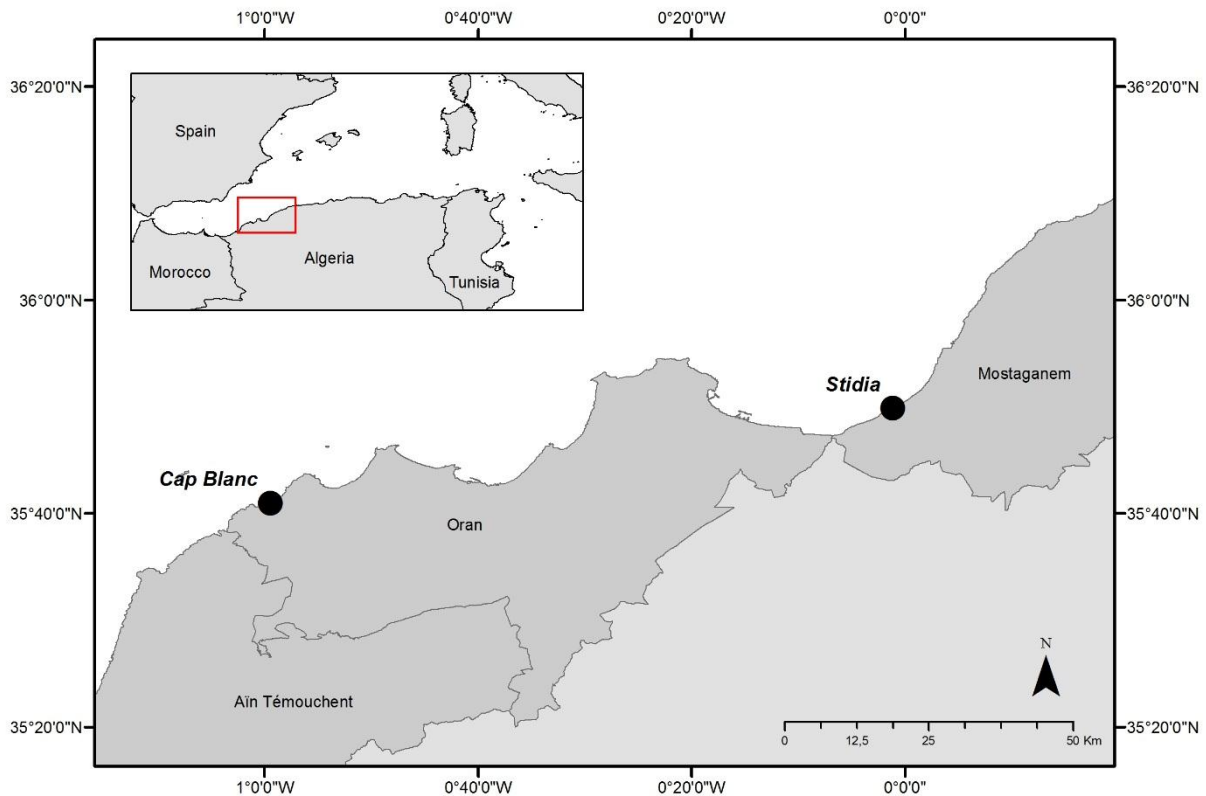 1°0'0"W 0°40'0"W 0°20'0"W 0°0'0"
36°20'0"N 36°20'0"N
Spain
Morocco
Algeria
Tunisia
36°0'0"N 36°0'0"N
Mostaganem
Stidia
Cap Blanc
35°40'0"N 35°40'0"N
Oran
N
Aïn Témouchent
35°20'0"N 35°20'0"N
0 12,5 25 50 Km
1°0'0"W 0°40'0"W 0°20'0"W 0°0'0"